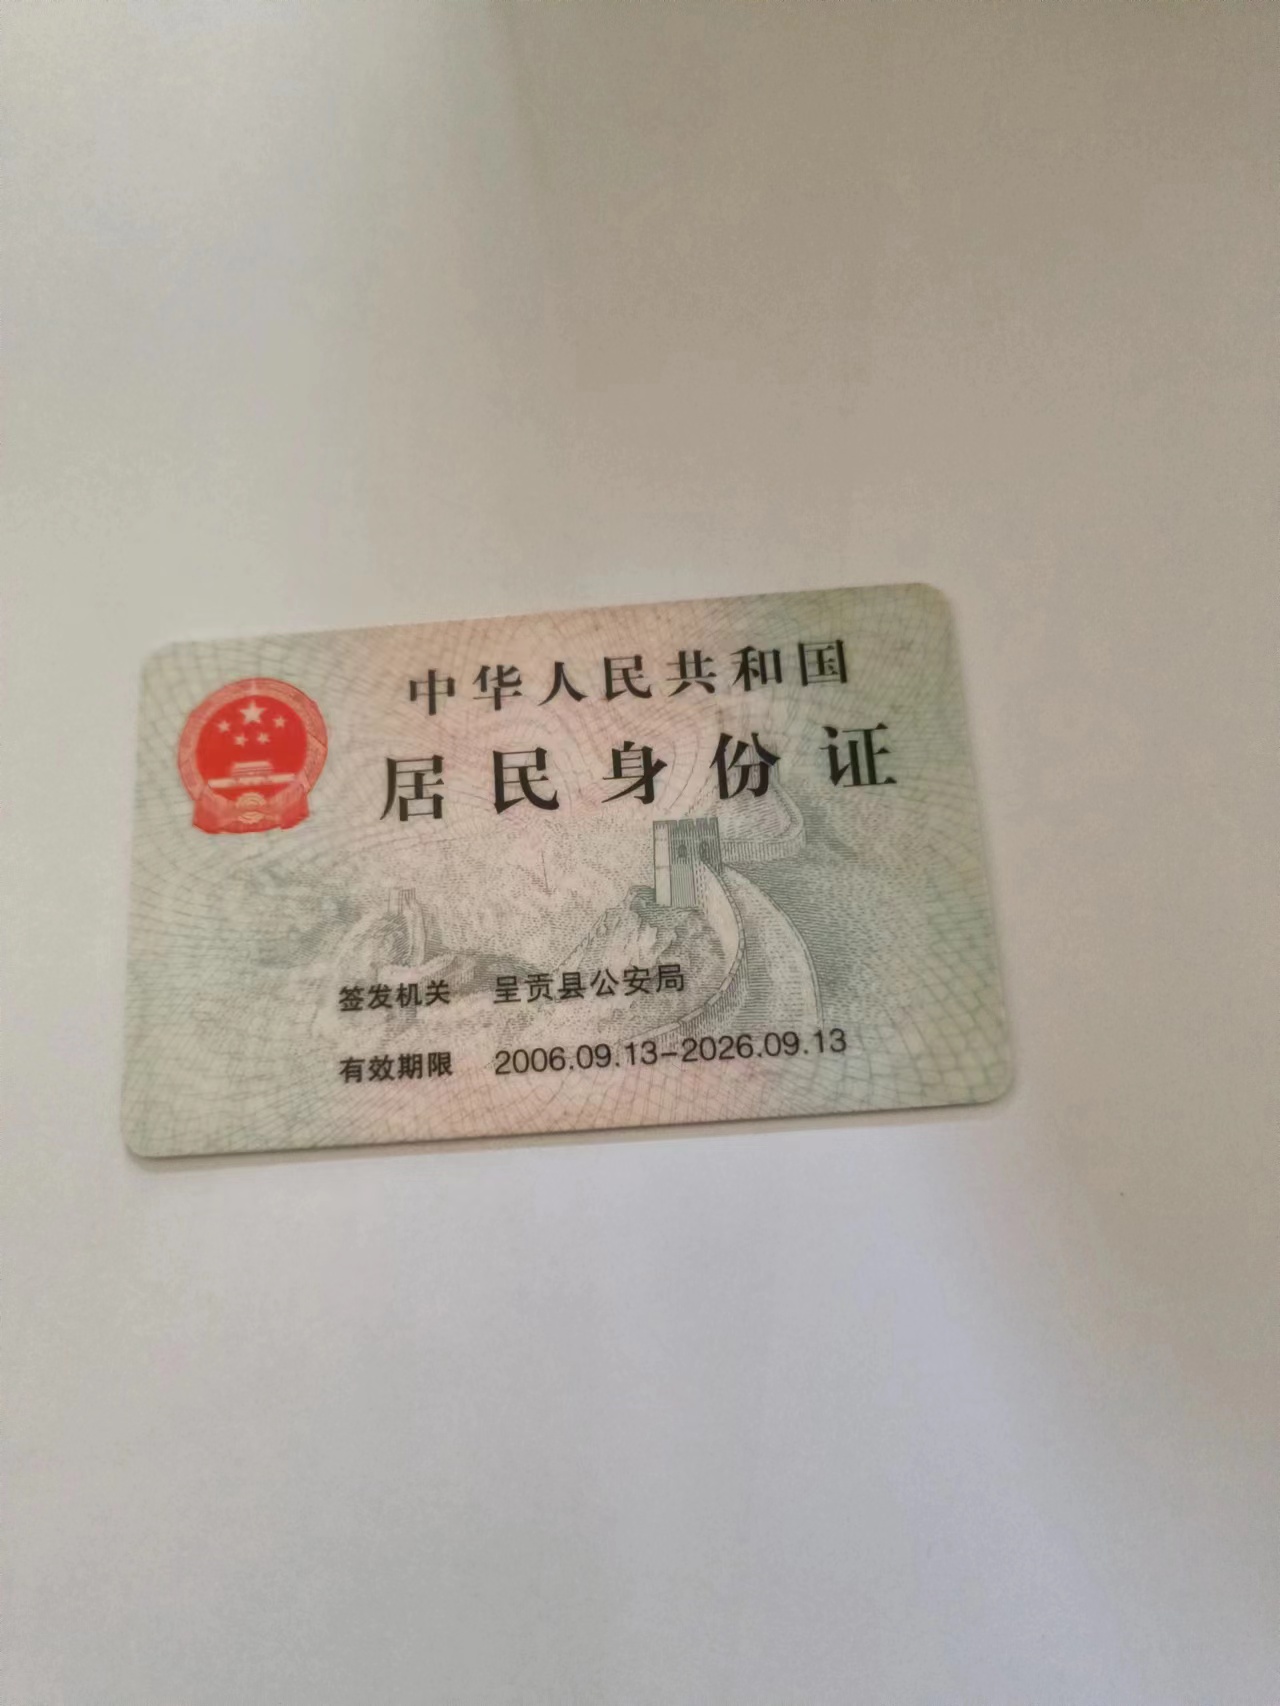 中华人民共和国
居民身份证
签发机关 呈贡县公安局
有效期限 2006.09.13-2026.09.13